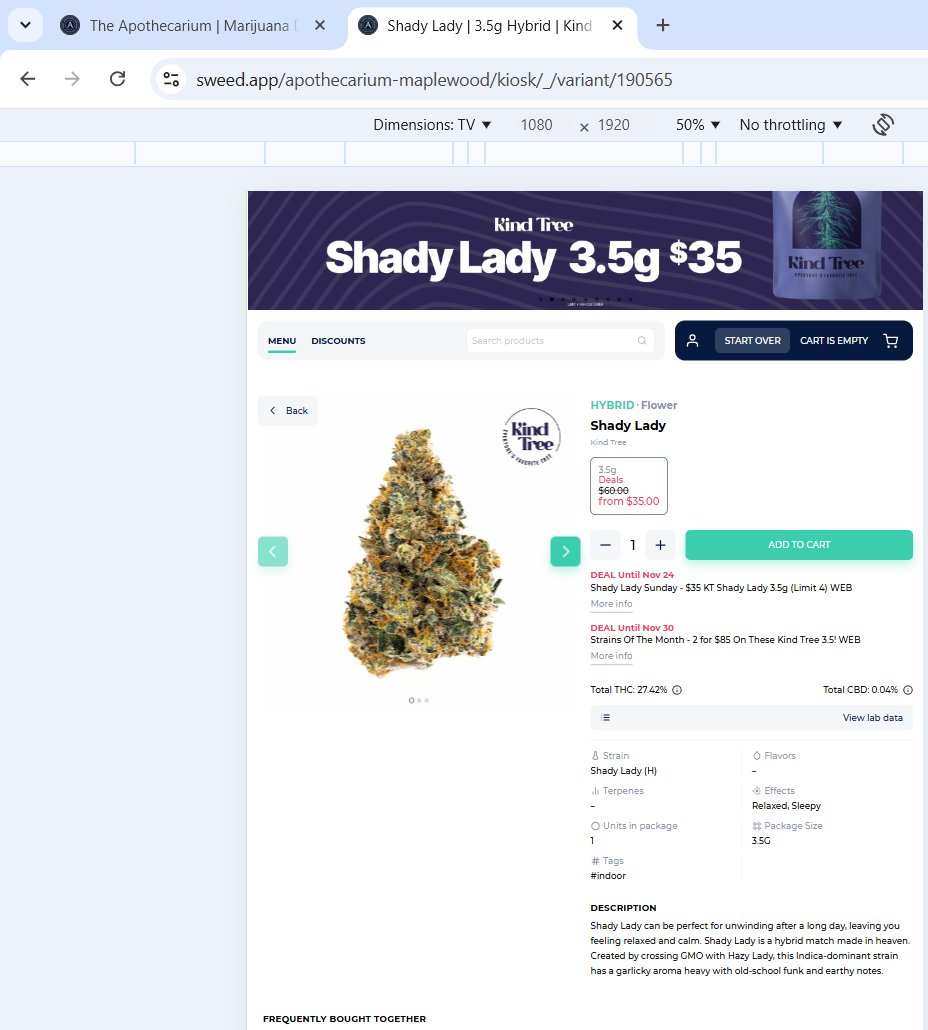 The Apothecarium | Marijuana
Shady Lady | 3.5g Hybrid | Kind
sweed.app/apothecarium-maplewood/kiosk/_/variant/190565
Dimensions: TV
1080
×
1920
50%
No throttling
Kind Tree
Shady Lady 3.5g $35
Kind Tree
MENU
DISCOUNTS
Search products
START OVER
CART IS EMPTY
Back
Kind
Tree
HYBRID · Flower
Shady Lady
Kind Tree
3.5g
Deals
$60.00
from $35.00
1
ADD TO CART
DEAL Until Nov 24
Shady Lady Sunday - $35 KT Shady Lady 3.5g (Limit 4) WEB
More info
DEAL Until Nov 30
Strains Of The Month - 2 for $85 On These Kind Tree 3.5! WEB
More info
Total THC: 27.42%
Total CBD: 0.04%
View lab data
Strain
Shady Lady (H)
Flavors
–
Terpenes
–
Effects
Relaxed, Sleepy
Units in package
1
Package Size
3.5G
Tags
#indoor
DESCRIPTION
Shady Lady can be perfect for unwinding after a long day, leaving you
feeling relaxed and calm. Shady Lady is a hybrid match made in heaven.
Created by crossing GMO with Hazy Lady, this Indica-dominant strain
has a garlicky aroma heavy with old-school funk and earthy notes.
FREQUENTLY BOUGHT TOGETHER